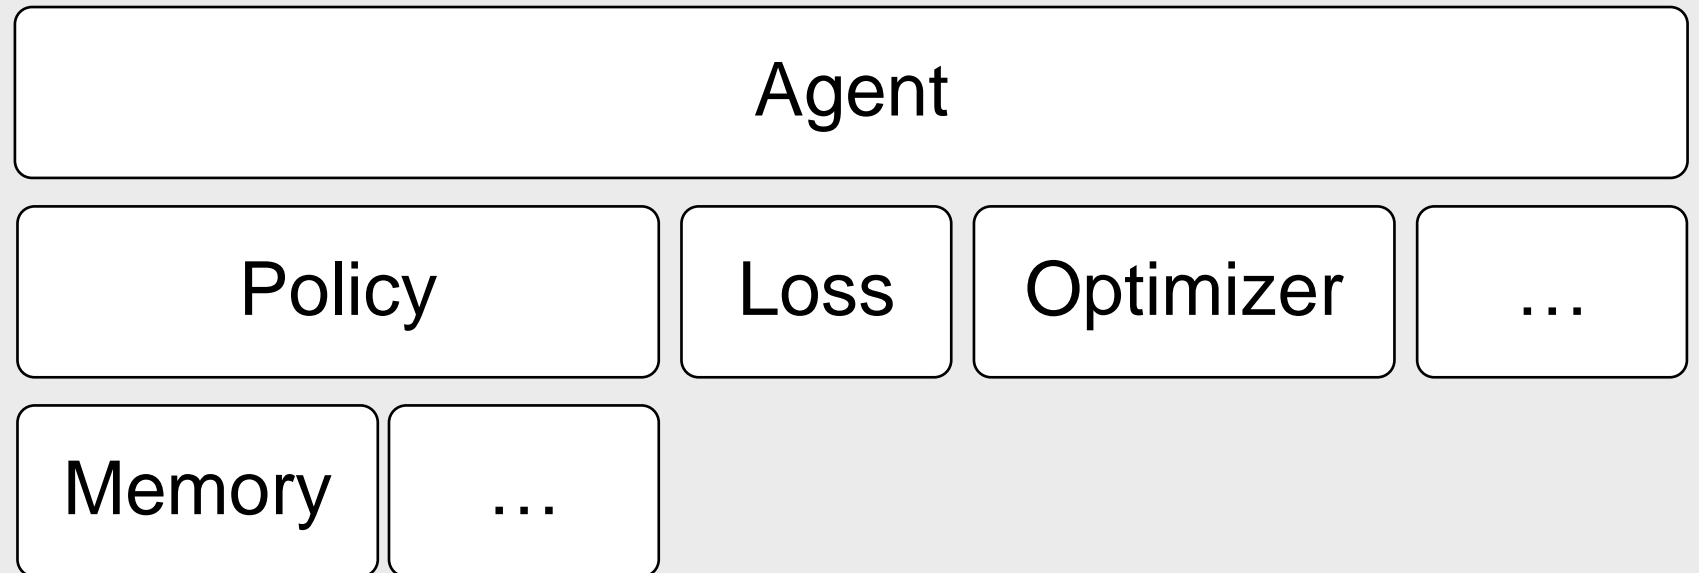 Agent
Policy
Loss
Optimizer
…
Memory
…